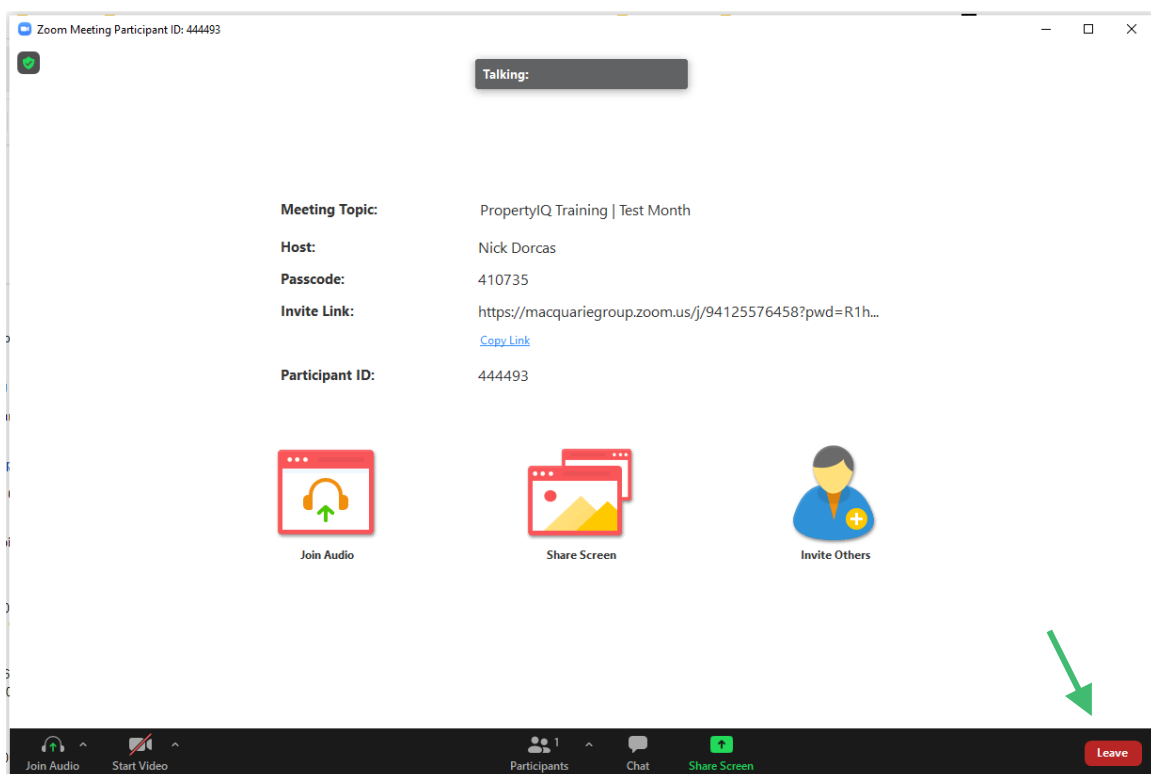 Zoom Meeting Participant ID: 444493
Talking:
Meeting Topic: PropertyIQ Training | Test Month
Host: Nick Dorcas
Passcode: 410735
Invite Link: https://macquariegroup.zoom.us/j/94125576458?pwd=R1h...
Copy Link
Participant ID: 444493
Join Audio Share Screen Invite Others
1
Join Audio Start Video Participants Chat Share Screen Leave